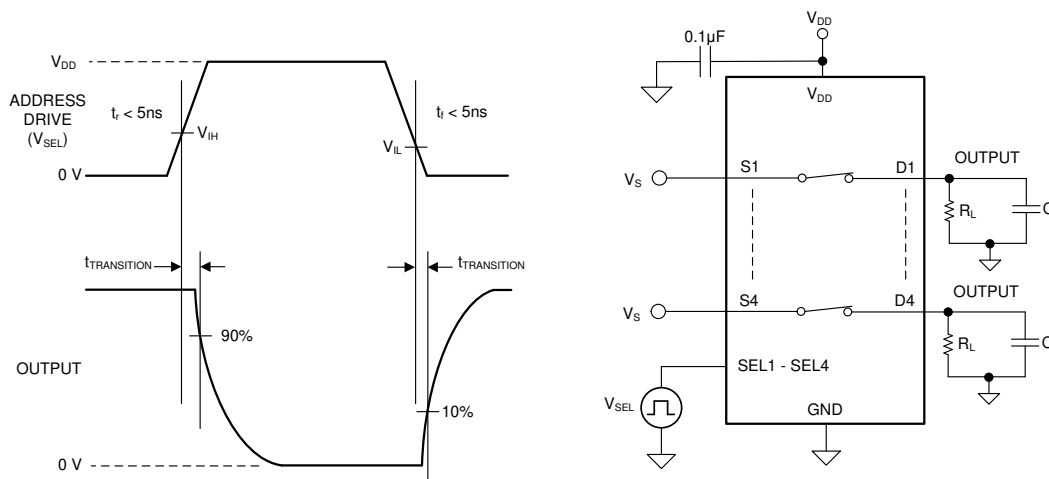 V_DD
ADDRESS
DRIVE
(V_SEL)
t_r < 5ns
V_IH
V_IL
t_f < 5ns
0 V
t_TRANSITION
t_TRANSITION
90%
OUTPUT
10%
0 V
V_DD
0.1µF
V_DD
V_S
S1
D1
OUTPUT
R_L
C
V_S
S4
D4
OUTPUT
R_L
C
SEL1 - SEL4
V_SEL
GND